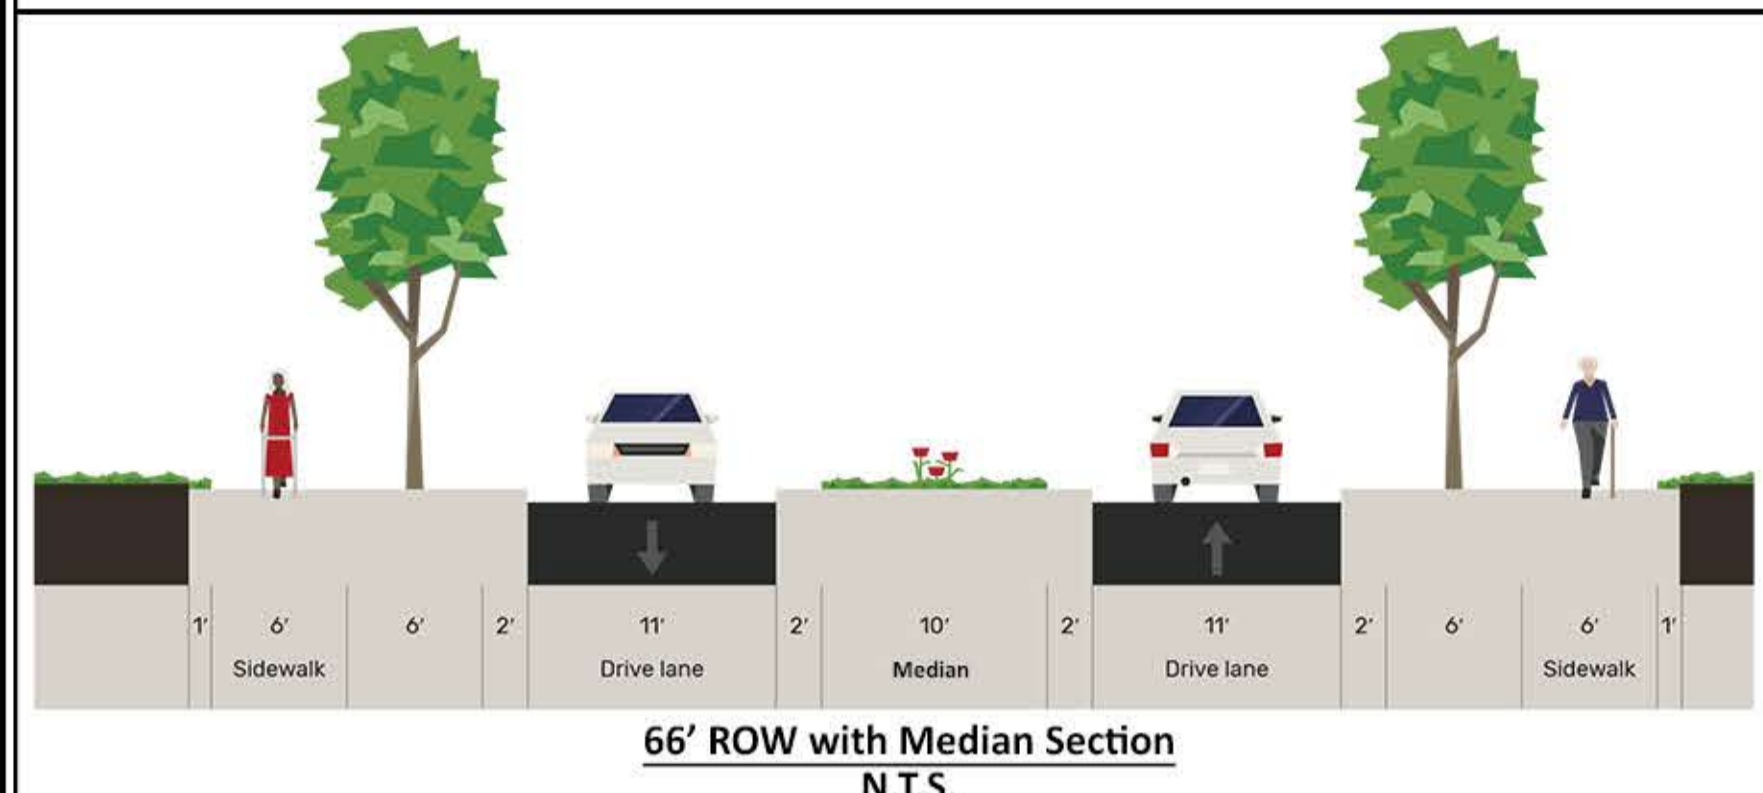 1′ 6′ 6′ 2′ 11′ 2′ 10′ 2′ 11′ 2′ 6′ 6′ 1′
Sidewalk Drive lane Median Drive lane Sidewalk
66′ ROW with Median Section
N.T.S.